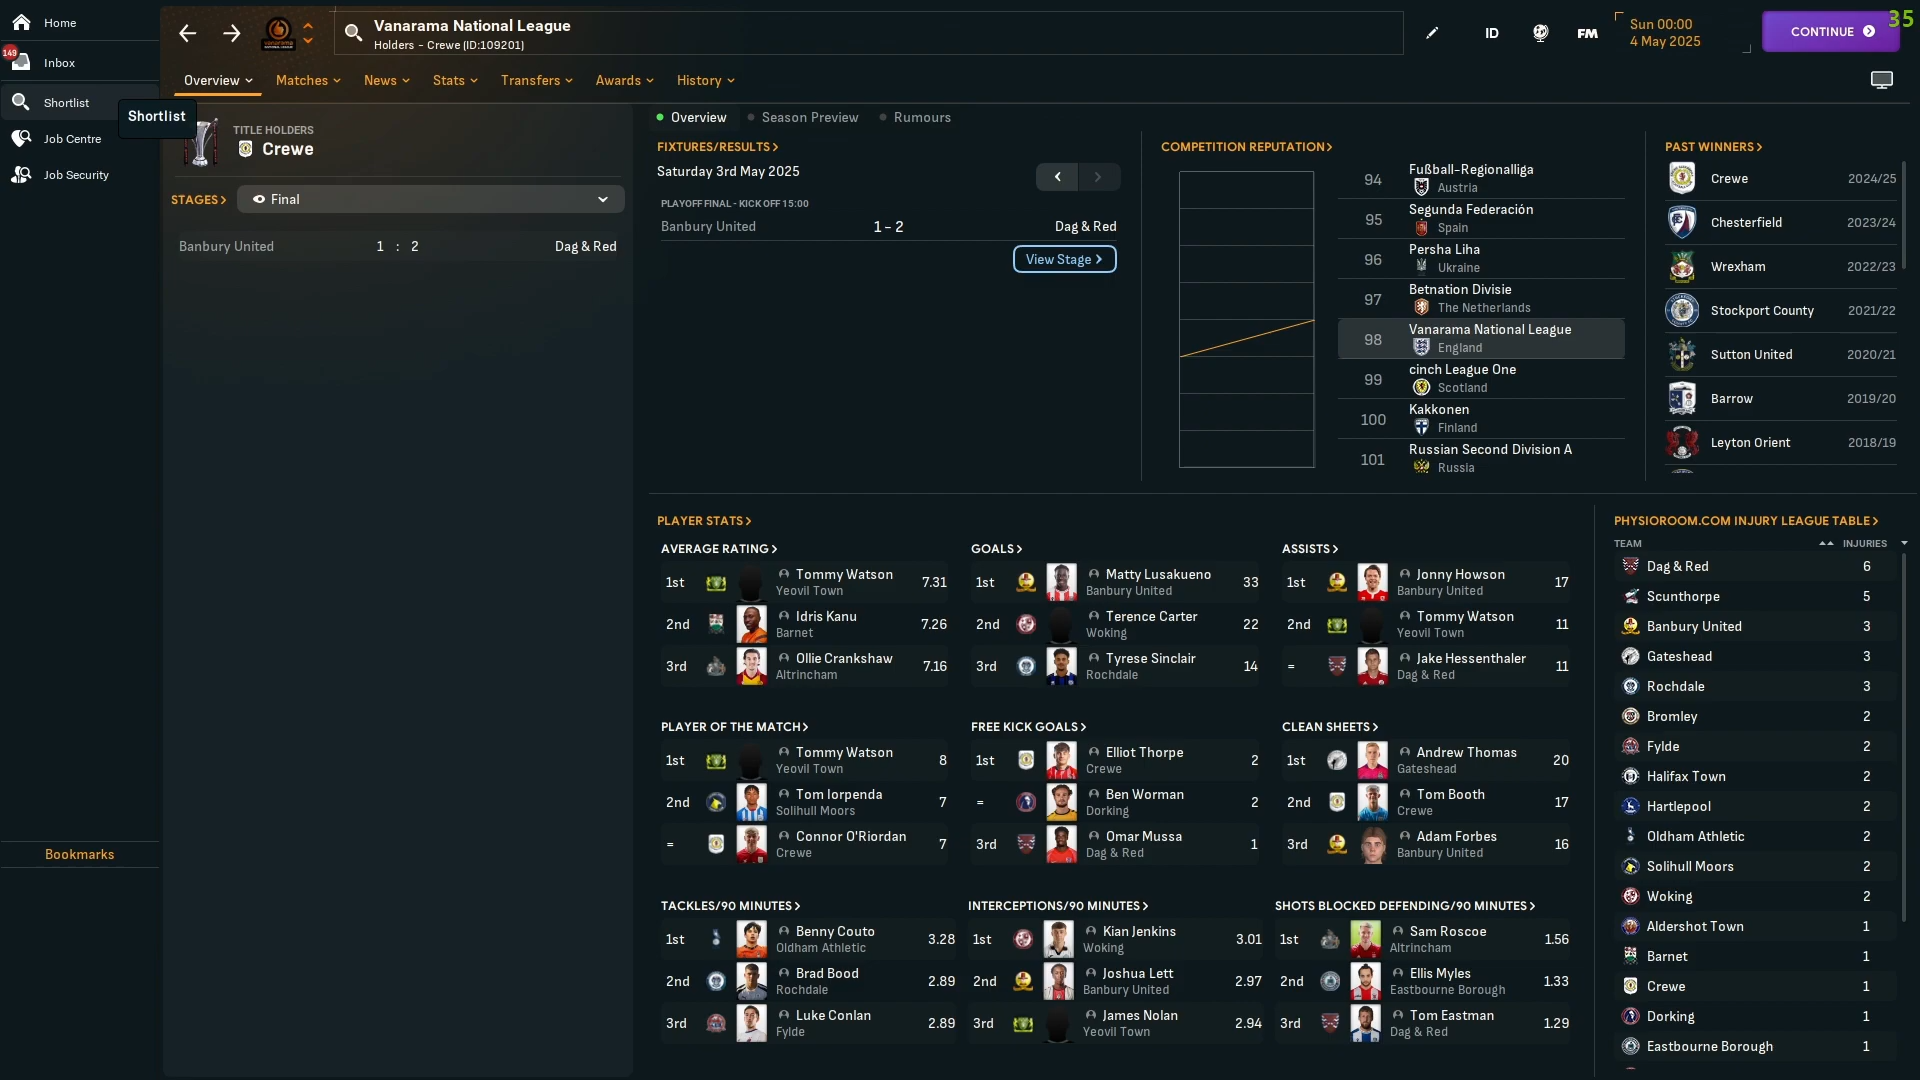 Home
149
Inbox
Shortlist
Shortlist
Job Centre
Job Security
Bookmarks
Vanarama National League
Holders - Crewe (ID:109201)
ID
FM
Sun 00:00
4 May 2025
CONTINUE
35
Overview
Matches
News
Stats
Transfers
Awards
History
TITLE HOLDERS
Crewe
STAGES
Final
Banbury United 1 : 2 Dag & Red
Overview
Season Preview
Rumours
FIXTURES/RESULTS
Saturday 3rd May 2025
PLAYOFF FINAL - KICK OFF 15:00
Banbury United 1 - 2 Dag & Red
View Stage
COMPETITION REPUTATION
94 Fußball-Regionalliga
Austria
95 Segunda Federación
Spain
96 Persha Liha
Ukraine
97 Betnation Divisie
The Netherlands
98 Vanarama National League
England
99 cinch League One
Scotland
100 Kakkonen
Finland
101 Russian Second Division A
Russia
PAST WINNERS
Crewe 2024/25
Chesterfield 2023/24
Wrexham 2022/23
Stockport County 2021/22
Sutton United 2020/21
Barrow 2019/20
Leyton Orient 2018/19
PLAYER STATS
AVERAGE RATING
1st Tommy Watson 7.31
Yeovil Town
2nd Idris Kanu 7.26
Barnet
3rd Ollie Crankshaw 7.16
Altrincham
GOALS
1st Matty Lusakueno 33
Banbury United
2nd Terence Carter 22
Woking
3rd Tyrese Sinclair 14
Rochdale
ASSISTS
1st Jonny Howson 17
Banbury United
2nd Tommy Watson 11
Yeovil Town
= Jake Hessenthaler 11
Dag & Red
PLAYER OF THE MATCH
1st Tommy Watson 8
Yeovil Town
2nd Tom Iorpenda 7
Solihull Moors
= Connor O'Riordan 7
Crewe
FREE KICK GOALS
1st Elliot Thorpe 2
Crewe
= Ben Worman 2
Dorking
3rd Omar Mussa 1
Dag & Red
CLEAN SHEETS
1st Andrew Thomas 20
Gateshead
2nd Tom Booth 17
Crewe
3rd Adam Forbes 16
Banbury United
TACKLES/90 MINUTES
1st Benny Couto 3.28
Oldham Athletic
2nd Brad Bood 2.89
Rochdale
3rd Luke Conlan 2.89
Fylde
INTERCEPTIONS/90 MINUTES
1st Kian Jenkins 3.01
Woking
2nd Joshua Lett 2.97
Banbury United
3rd James Nolan 2.94
Yeovil Town
SHOTS BLOCKED DEFENDING/90 MINUTES
1st Sam Roscoe 1.56
Altrincham
2nd Ellis Myles 1.33
Eastbourne Borough
3rd Tom Eastman 1.29
Dag & Red
PHYSIOROOM.COM INJURY LEAGUE TABLE
TEAM INJURIES
Dag & Red 6
Scunthorpe 5
Banbury United 3
Gateshead 3
Rochdale 3
Bromley 2
Fylde 2
Halifax Town 2
Hartlepool 2
Oldham Athletic 2
Solihull Moors 2
Woking 2
Aldershot Town 1
Barnet 1
Crewe 1
Dorking 1
Eastbourne Borough 1